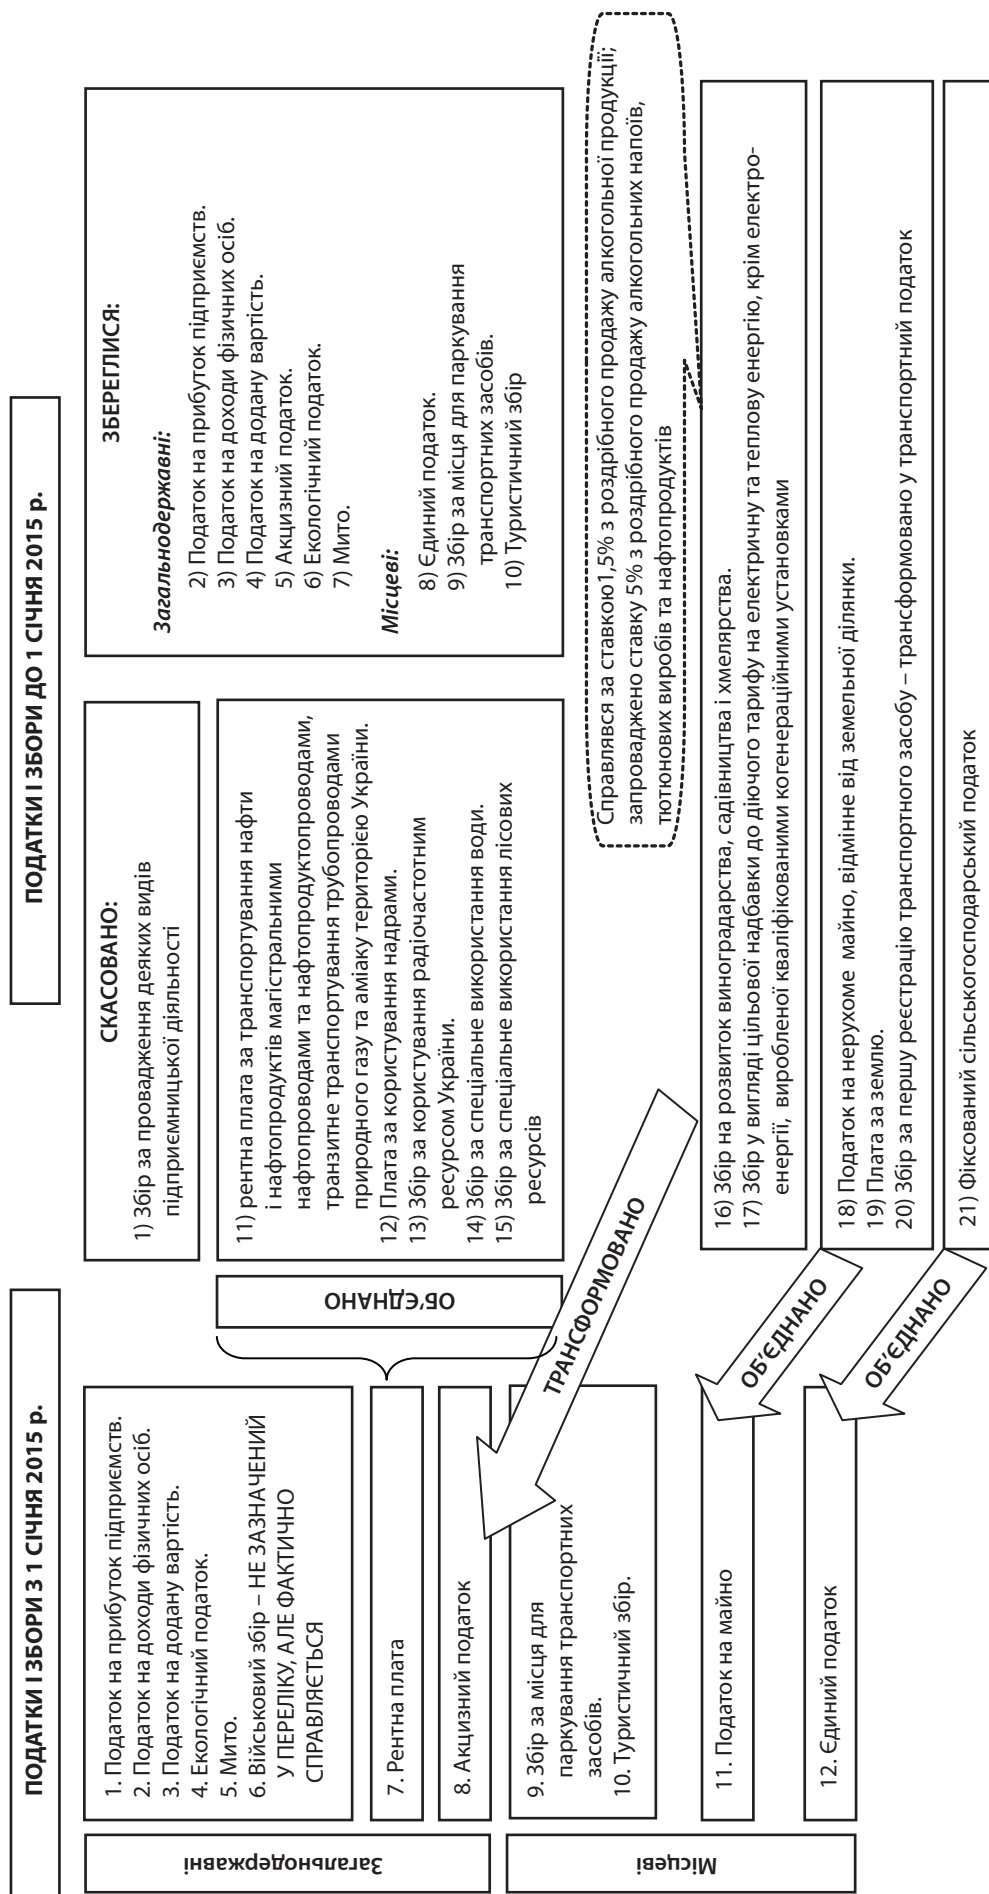 ПОДАТКИ І ЗБОРИ З 1 СІЧНЯ 2015 р.
Загальнодержавні
1. Податок на прибуток підприємств.
2. Податок на доходи фізичних осіб.
3. Податок на додану вартість.
4. Екологічний податок.
5. Мито.
6. Військовий збір – НЕ ЗАЗНАЧЕНИЙ
У ПЕРЕЛІКУ, АЛЕ ФАКТИЧНО
СПРАВЛЯЄТЬСЯ
7. Рентна плата
8. Акцизний податок
Місцеві
9. Збір за місця для
паркування транспортних
засобів.
10. Туристичний збір.
11. Податок на майно
12. Єдиний податок
ОБ’ЄДНАНО
ТРАНСФОРМОВАНО
ОБ’ЄДНАНО
ОБ’ЄДНАНО
ПОДАТКИ І ЗБОРИ ДО 1 СІЧНЯ 2015 р.
СКАСОВАНО:
1) Збір за провадження деяких видів
підприємницької діяльності
11) рентна плата за транспортування нафти
і нафтопродуктів магістральними
нафтопроводами та нафтопродуктопроводами,
транзитне транспортування трубопроводами
природного газу та аміаку територією України.
12) Плата за користування надрами.
13) Збір за користування радіочастотним
ресурсом України.
14) Збір за спеціальне використання води.
15) Збір за спеціальне використання лісових
ресурсів
ЗБЕРЕГЛИСЯ:
Загальнодержавні:
2) Податок на прибуток підприємств.
3) Податок на доходи фізичних осіб.
4) Податок на додану вартість.
5) Акцизний податок.
6) Екологічний податок.
7) Мито.
Місцеві:
8) Єдиний податок.
9) Збір за місця для паркування
транспортних засобів.
10) Туристичний збір
Справлявся за ставкою1,5% з роздрібного продажу алкогольної продукції;
запроваджено ставку 5% з роздрібного продажу алкогольних напоїв,
тютюнових виробів та нафтопродуктів
16) Збір на розвиток виноградарства, садівництва і хмелярства.
17) Збір у вигляді цільової надбавки до діючого тарифу на електричну та теплову енергію, крім електро-
енергії, виробленої кваліфікованими когенераційними установками
18) Податок на нерухоме майно, відмінне від земельної ділянки.
19) Плата за землю.
20) Збір за першу реєстрацію транспортного засобу – трансформовано у транспортний податок
21) Фіксований сільськогосподарський податок